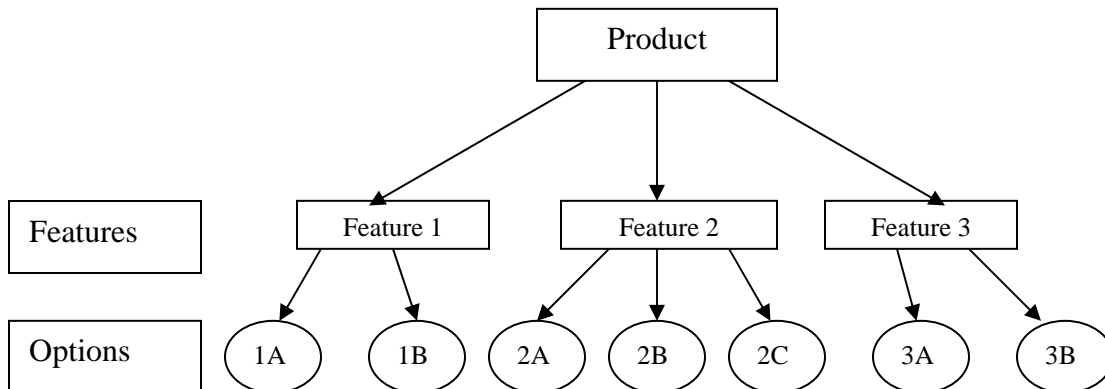 Product
Features
Feature 1
Feature 2
Feature 3
Options
1A
1B
2A
2B
2C
3A
3B